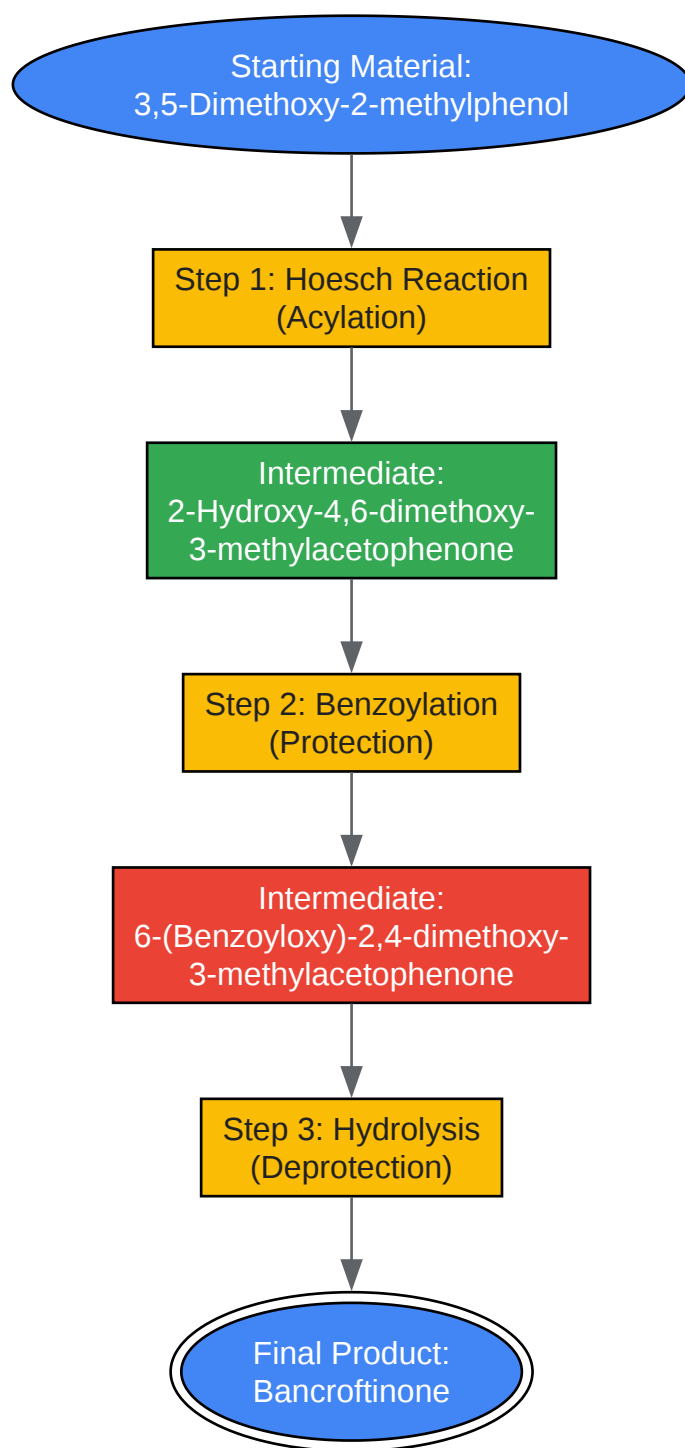 Starting Material:
3,5-Dimethoxy-2-methylphenol
Step 1: Hoesch Reaction
(Acylation)
Intermediate:
2-Hydroxy-4,6-dimethoxy-
3-methylacetophenone
Step 2: Benzoylation
(Protection)
Intermediate:
6-(Benzoyloxy)-2,4-dimethoxy-
3-methylacetophenone
Step 3: Hydrolysis
(Deprotection)
Final Product:
Bancroftinone